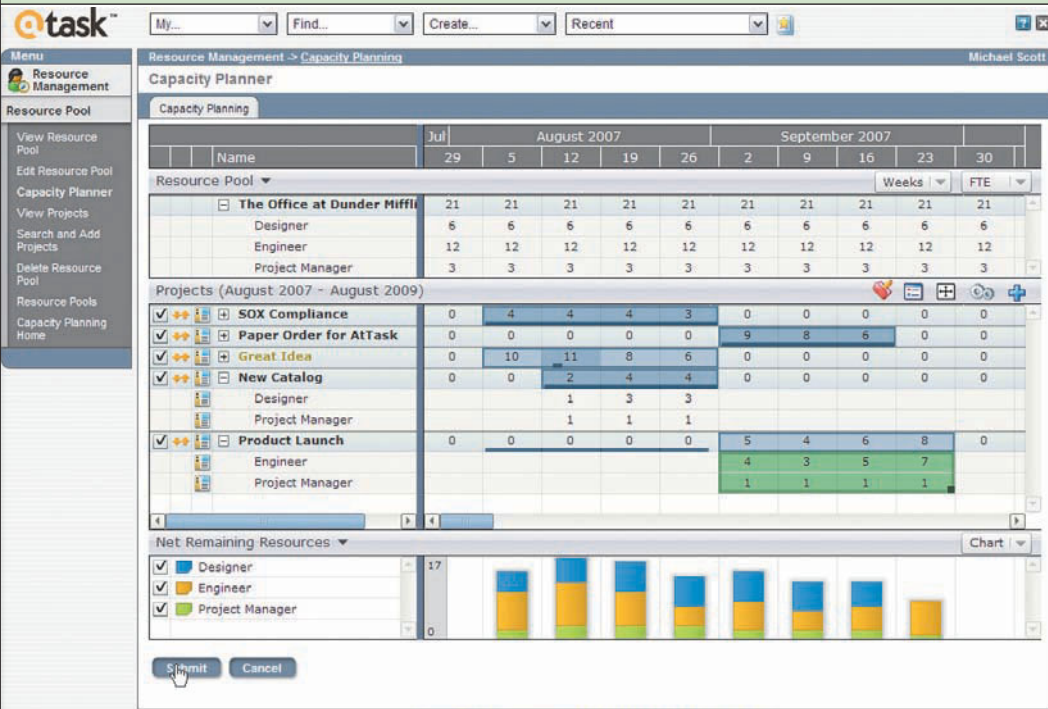 @task™
My... Find... Create... Recent
Menu
Resource Management
Resource Pool
View Resource Pool
Edit Resource Pool
Capacity Planner
View Projects
Search and Add Projects
Delete Resource Pool
Resource Pools
Capacity Planning Home
Resource Management -> Capacity Planning Michael Scott
Capacity Planner
Capacity Planning
Jul August 2007 September 2007
Name 29 5 12 19 26 2 9 16 23 30
Resource Pool Weeks FTE
The Office at Dunder Miffli 21 21 21 21 21 21 21 21 21 21
Designer 6 6 6 6 6 6 6 6 6 6
Engineer 12 12 12 12 12 12 12 12 12 12
Project Manager 3 3 3 3 3 3 3 3 3 3
Projects (August 2007 - August 2009)
SOX Compliance 0 4 4 4 3 0 0 0 0 0
Paper Order for AtTask 0 0 0 0 0 9 8 6 0 0
Great Idea 0 10 11 8 6 0 0 0 0 0
New Catalog 0 0 2 4 4 0 0 0 0 0
Designer 1 3 3
Project Manager 1 1 1
Product Launch 0 0 0 0 0 5 4 6 8 0
Engineer 4 3 5 7
Project Manager 1 1 1 1
Net Remaining Resources Chart
Designer 17
Engineer
Project Manager
0
Submit Cancel